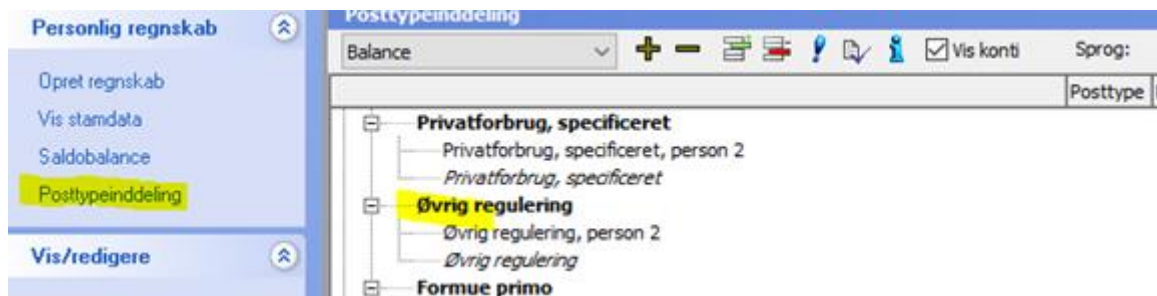 Personlig regnskab
Opret regnskab
Vis stamdata
Saldobalance
Posttypeinddeling
Vis/redigere
Posttypeinddeling
Balance
Vis konti
Sprog:
Posttype
Privatforbrug, specificeret
Privatforbrug, specificeret, person 2
Privatforbrug, specificeret
Øvrig regulering
Øvrig regulering, person 2
Øvrig regulering
Formue primo